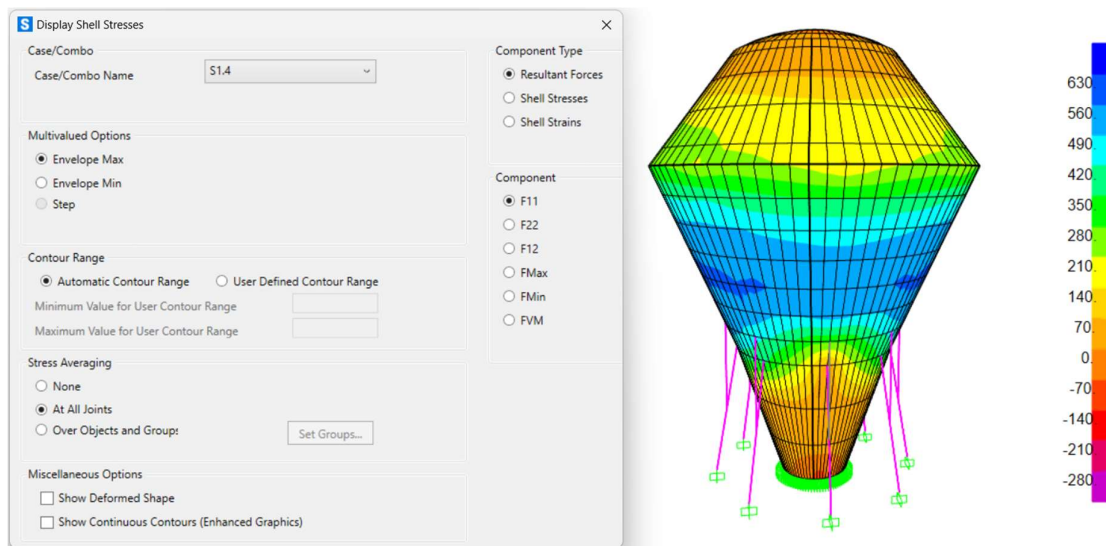 S Display Shell Stresses
Case/Combo
Case/Combo Name S1.4
Multivalued Options
Envelope Max
Envelope Min
Step
Contour Range
Automatic Contour Range User Defined Contour Range
Minimum Value for User Contour Range
Maximum Value for User Contour Range
Stress Averaging
None
At All Joints
Over Objects and Groups
Set Groups...
Miscellaneous Options
Show Deformed Shape
Show Continuous Contours (Enhanced Graphics)
Component Type
Resultant Forces
Shell Stresses
Shell Strains
Component
F11
F22
F12
FMax
FMin
FVM
630.
560.
490.
420.
350.
280.
210.
140.
70.
0.
-70.
-140.
-210.
-280.